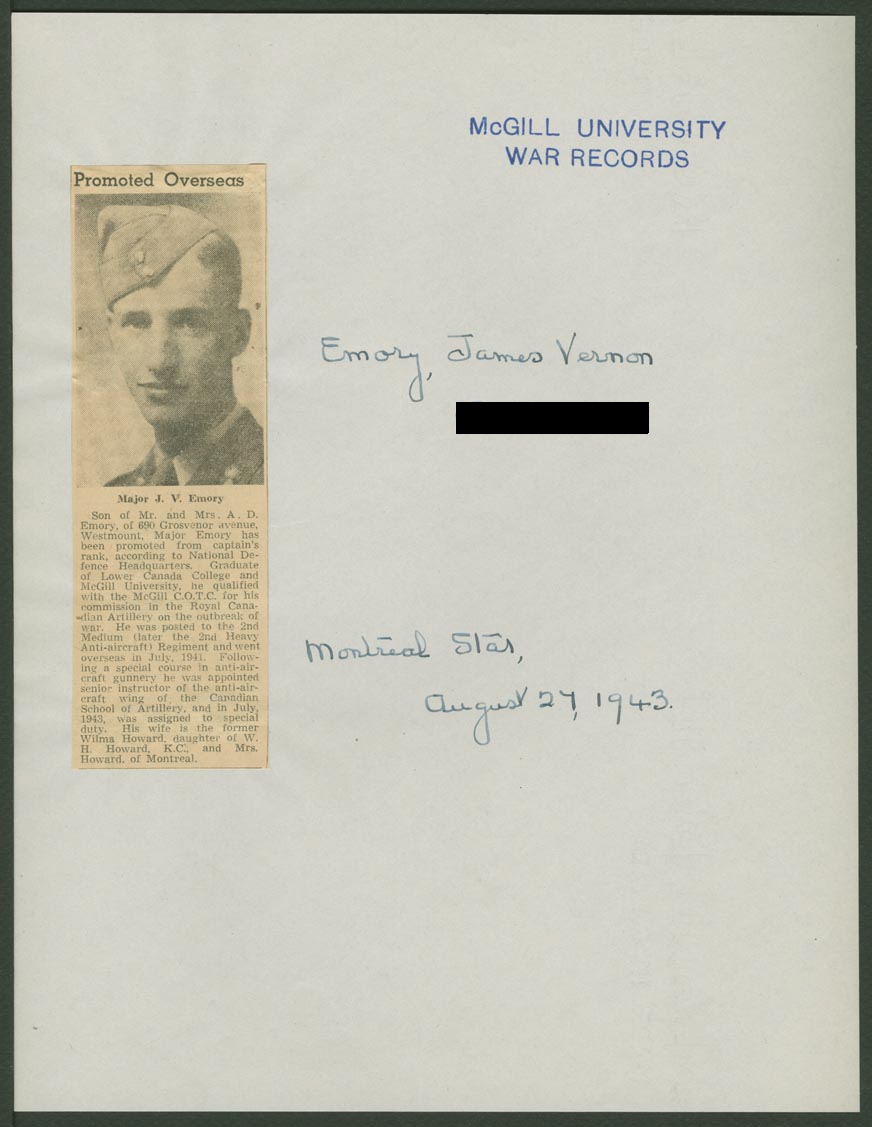 McGILL UNIVERSITY
WAR RECORDS
Promoted Overseas
Emory, James Vernon
Major J. V. Emory
Son of Mr. and Mrs. A. D.
Emory, of 690 Grosvenor avenue,
Westmount, Major Emory has
been promoted from captain's
rank, according to National De-
fence Headquarters. Graduate
of Lower Canada College and
McGill University, he qualified
with the McGill C.O.T.C. for his
commission in the Royal Cana-
dian Artillery on the outbreak of
war. He was posted to the 2nd
Medium (later the 2nd Heavy
Anti-aircraft) Regiment and went
overseas in July, 1941. Follow-
ing a special course in anti-air-
craft gunnery he was appointed
senior instructor of the anti-air-
craft wing of the Canadian
School of Artillery, and in July,
1943, was assigned to special
duty. His wife is the former
Wilma Howard, daughter of W.
H. Howard, K.C., and Mrs.
Howard, of Montreal.
Montreal Star,
August 27, 1943.